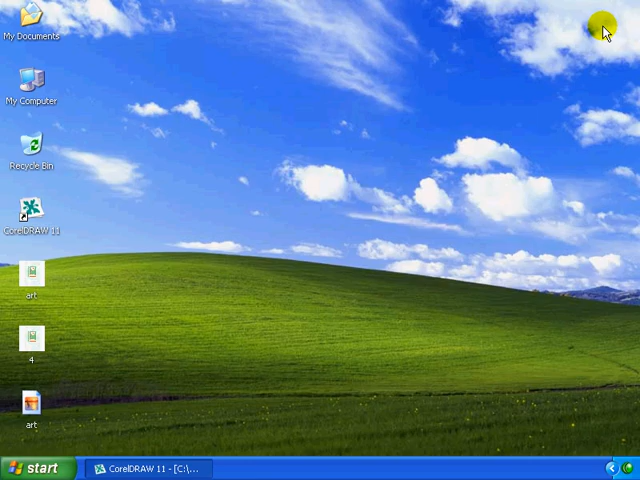 My Documents
My Computer
Recycle Bin
CorelDRAW 11
art
4
art
start
CorelDRAW 11 - [C:\...